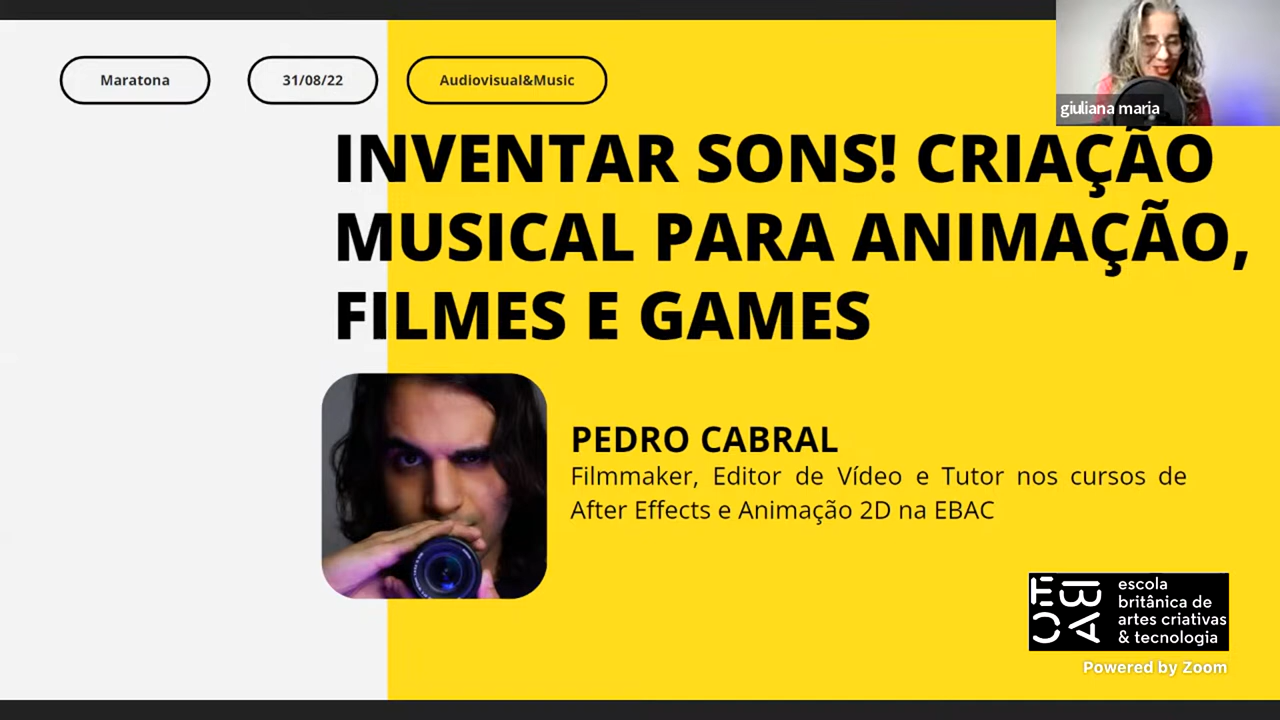 Maratona
31/08/22
Audiovisual&Music
giuliana maria
INVENTAR SONS! CRIAÇÃO
MUSICAL PARA ANIMAÇÃO,
FILMES E GAMES
PEDRO CABRAL
Filmmaker, Editor de Vídeo e Tutor nos cursos de
After Effects e Animação 2D na EBAC
EBAC
escola
britânica de
artes criativas
& tecnologia
Powered by Zoom